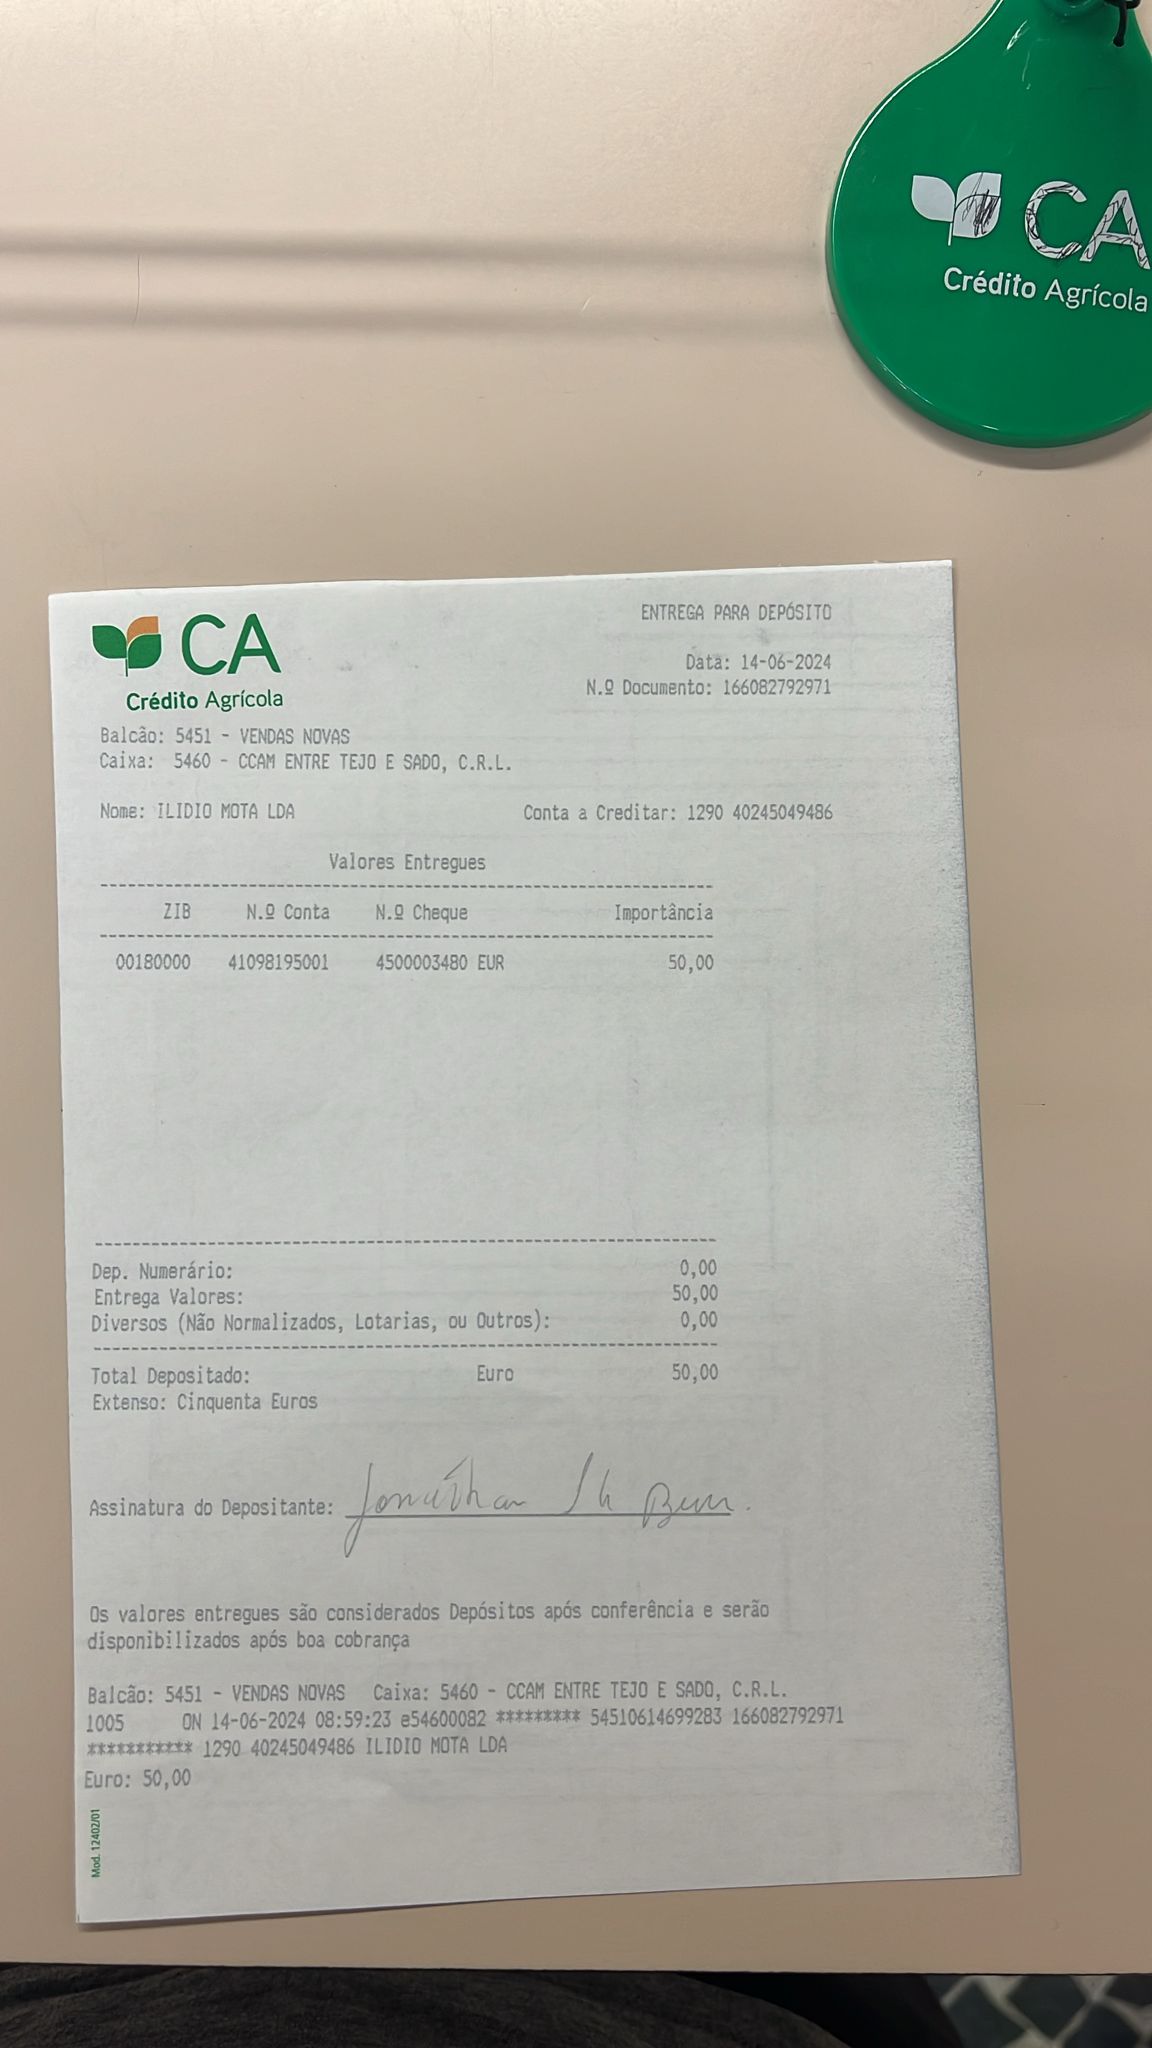 CA
Crédito Agrícola
CA
Crédito Agrícola
ENTREGA PARA DEPÓSITO
Data: 14-06-2024
N.º Documento: 166082792971
Balcão: 5451 - VENDAS NOVAS
Caixa: 5460 - CCAM ENTRE TEJO E SADO, C.R.L.
Nome: ILIDIO MOTA LDA Conta a Creditar: 1290 40245049486
Valores Entregues
ZIB N.º Conta N.º Cheque Importância
00180000 41098195001 4500003480 EUR 50,00
Dep. Numerário: 0,00
Entrega Valores: 50,00
Diversos (Não Normalizados, Lotarias, ou Outros): 0,00
Total Depositado: Euro 50,00
Extenso: Cinquenta Euros
Assinatura do Depositante: Jonathan
Os valores entregues são considerados Depósitos após conferência e serão
disponibilizados após boa cobrança
Balcão: 5451 - VENDAS NOVAS Caixa: 5460 - CCAM ENTRE TEJO E SADO, C.R.L.
1005 ON 14-06-2024 08:59:23 e54600082 ********* 54510614699283 166082792971
*********** 1290 40245049486 ILIDIO MOTA LDA
Euro: 50,00
Mod. 12402/01